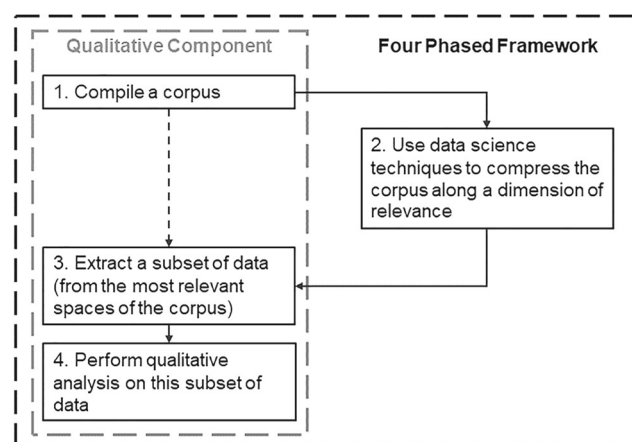 Qualitative Component
Four Phased Framework
1. Compile a corpus
2. Use data science
techniques to compress the
corpus along a dimension of
relevance
3. Extract a subset of data
(from the most relevant
spaces of the corpus)
4. Perform qualitative
analysis on this subset of
data